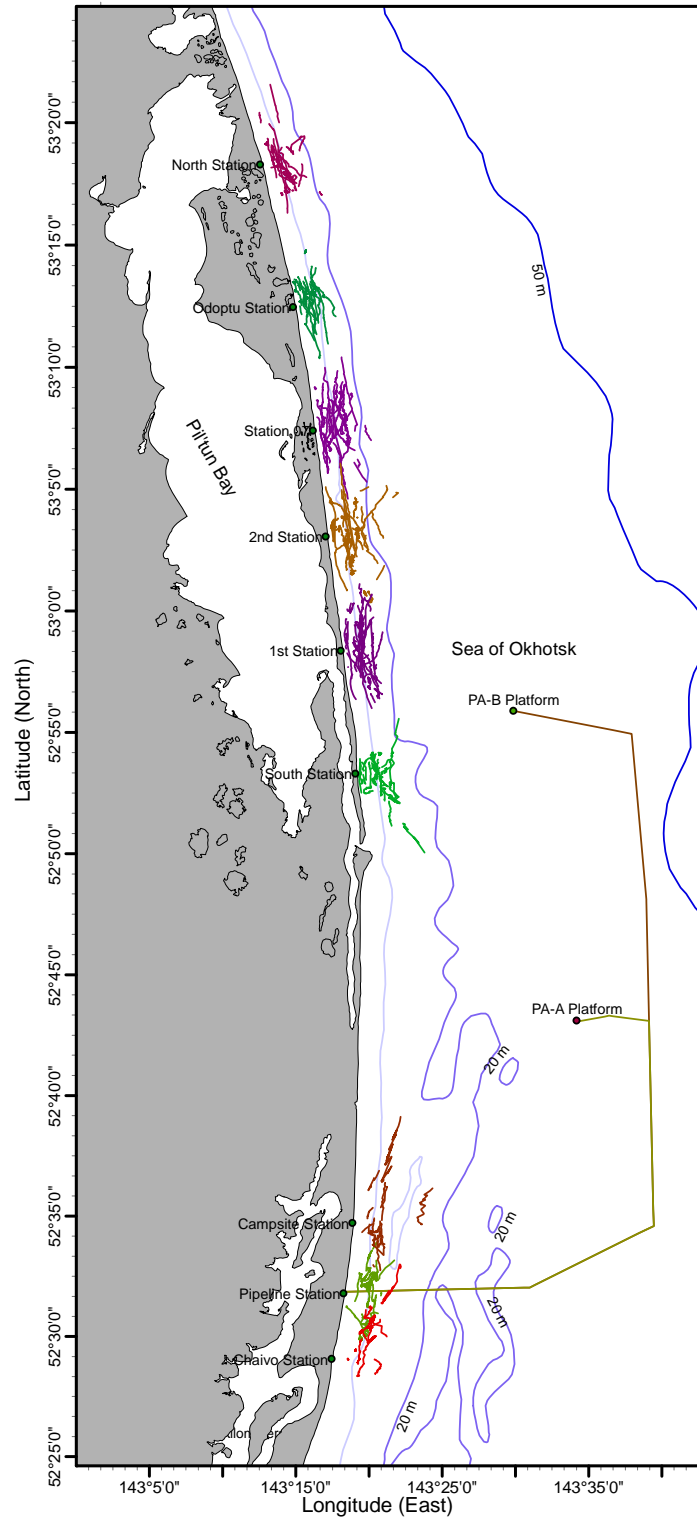 53°20'0"
North Station
53°15'0"
50 m
Odoptu Station
53°10'0"
Station 07
Pil'tun Bay
53°5'0"
2nd Station
53°0'0"
1st Station
Sea of Okhotsk
Latitude (North)
PA-B Platform
52°55'0"
South Station
52°50'0"
52°45'0"
PA-A Platform
20 m
52°40'0"
52°35'0"
Campsite Station
20 m
Pipeline Station
20 m
52°30'0"
Chaivo Station
20 m
52°25'0"
143°5'0"
143°15'0"
143°25'0"
143°35'0"
Longitude (East)